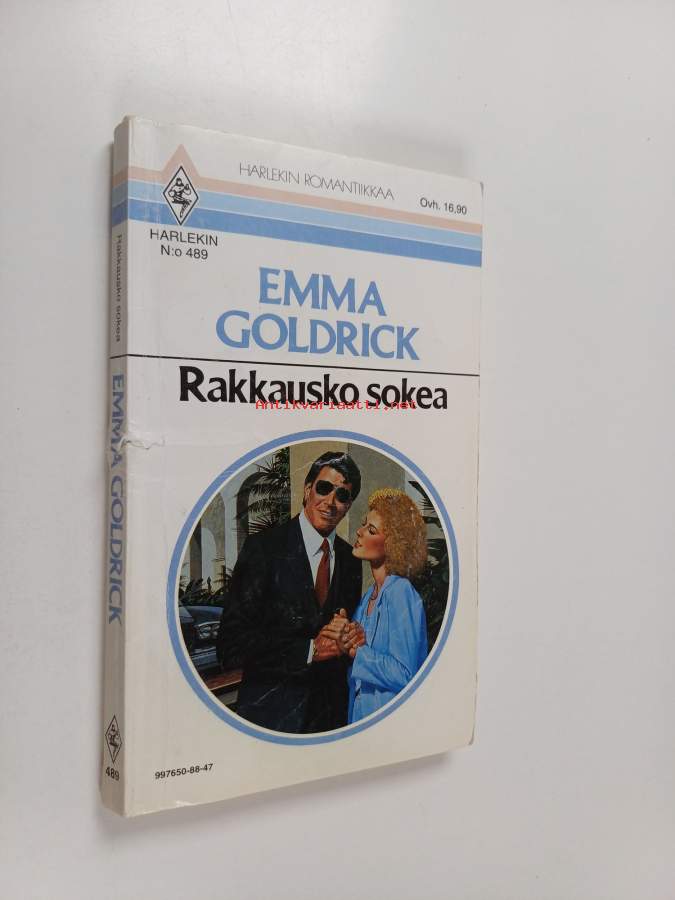 HARLEKIN ROMANTIIKKAA
Ovh. 16,90
HARLEKIN
N:o 489
EMMA
GOLDRICK
Rakkausko sokea
Antikvariaatti.net
997650-88-47
Rakkausko sokea
EMMA GOLDRICK
489